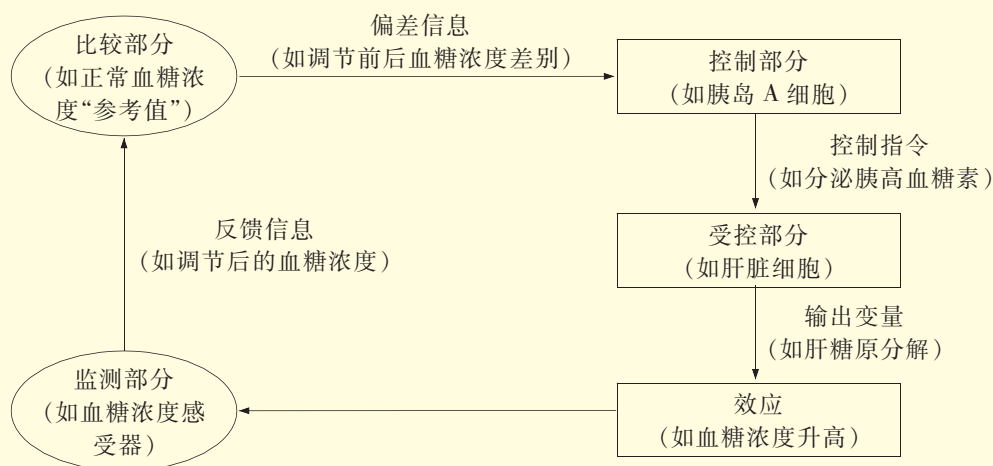 比较部分
（如正常血糖浓
度“参考值”）
偏差信息
（如调节前后血糖浓度差别）
控制部分
（如胰岛 A 细胞）
控制指令
（如分泌胰高血糖素）
受控部分
（如肝脏细胞）
输出变量
（如肝糖原分解）
效应
（如血糖浓度升高）
监测部分
（如血糖浓度感
受器）
反馈信息
（如调节后的血糖浓度）